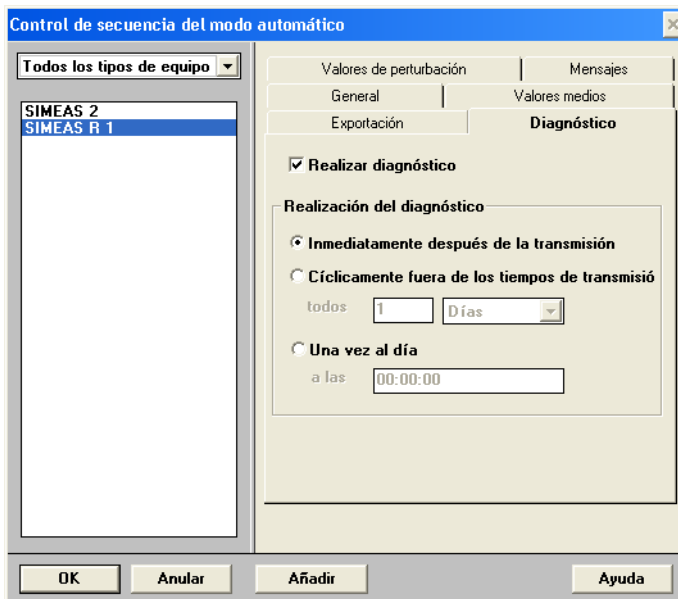 Control de secuencia del modo automático
Todos los tipos de equipo
SIMEAS 2
SIMEAS R 1
Valores de perturbación
Mensajes
General
Valores medios
Exportación
Diagnóstico
Realizar diagnóstico
Realización del diagnóstico
Inmediatamente después de la transmisión
Cíclicamente fuera de los tiempos de transmisió
todos 1 Días
Una vez al día
a las 00:00:00
OK
Anular
Añadir
Ayuda